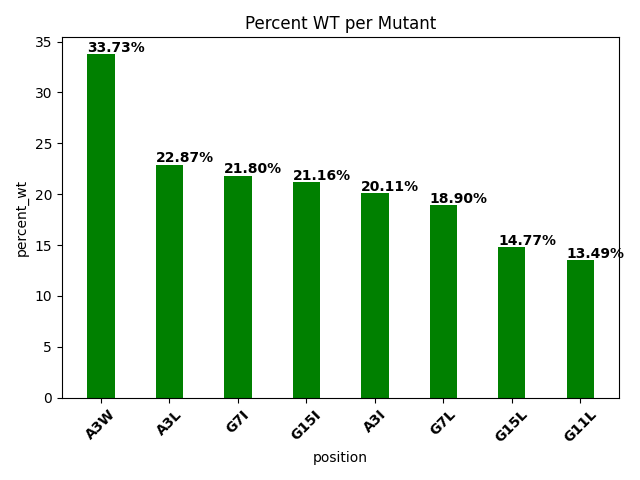 Percent WT per Mutant
percent_wt
35
30
25
20
15
10
5
0
33.73%
22.87%
21.80%
21.16%
20.11%
18.90%
14.77%
13.49%
A3W
A3L
G7I
G15I
A3I
G7L
G15L
G11L
position